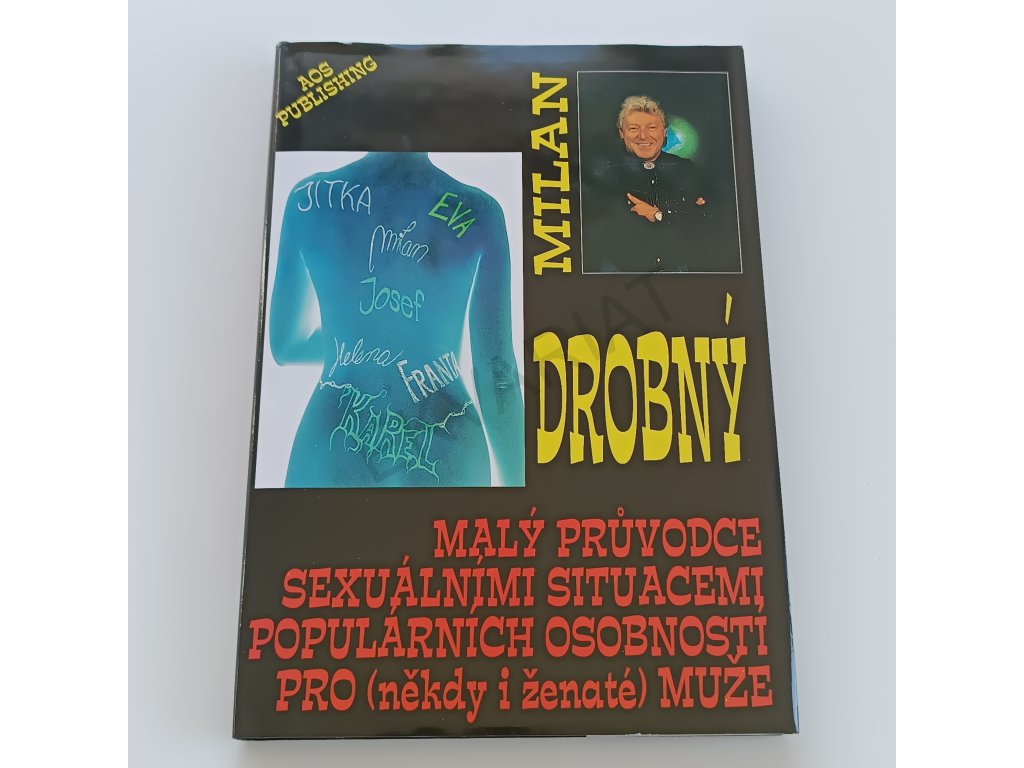 AOS
PUBLISHING
MILAN
DROBNÝ
JITKA
EVA
Milan
Josef
Helena
FRANTA
KAREL
MALÝ PRŮVODCE
SEXUÁLNÍMI SITUACEMI
POPULÁRNÍCH OSOBNOSTÍ
PRO (někdy i ženaté) MUŽE